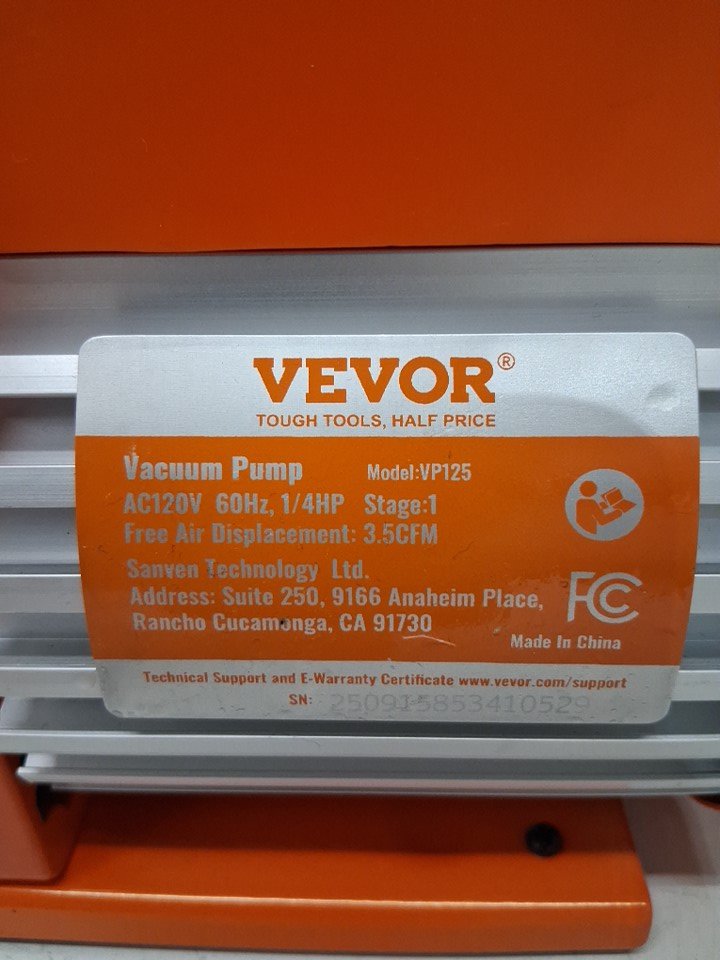 VEVOR®
TOUGH TOOLS, HALF PRICE
Vacuum Pump Model:VP125
AC120V 60Hz, 1/4HP Stage:1
Free Air Displacement: 3.5CFM
Sanven Technology Ltd.
Address: Suite 250, 9166 Anaheim Place,
Rancho Cucamonga, CA 91730
FCC
Made In China
Technical Support and E-Warranty Certificate www.vevor.com/support
SN: 250915853410529